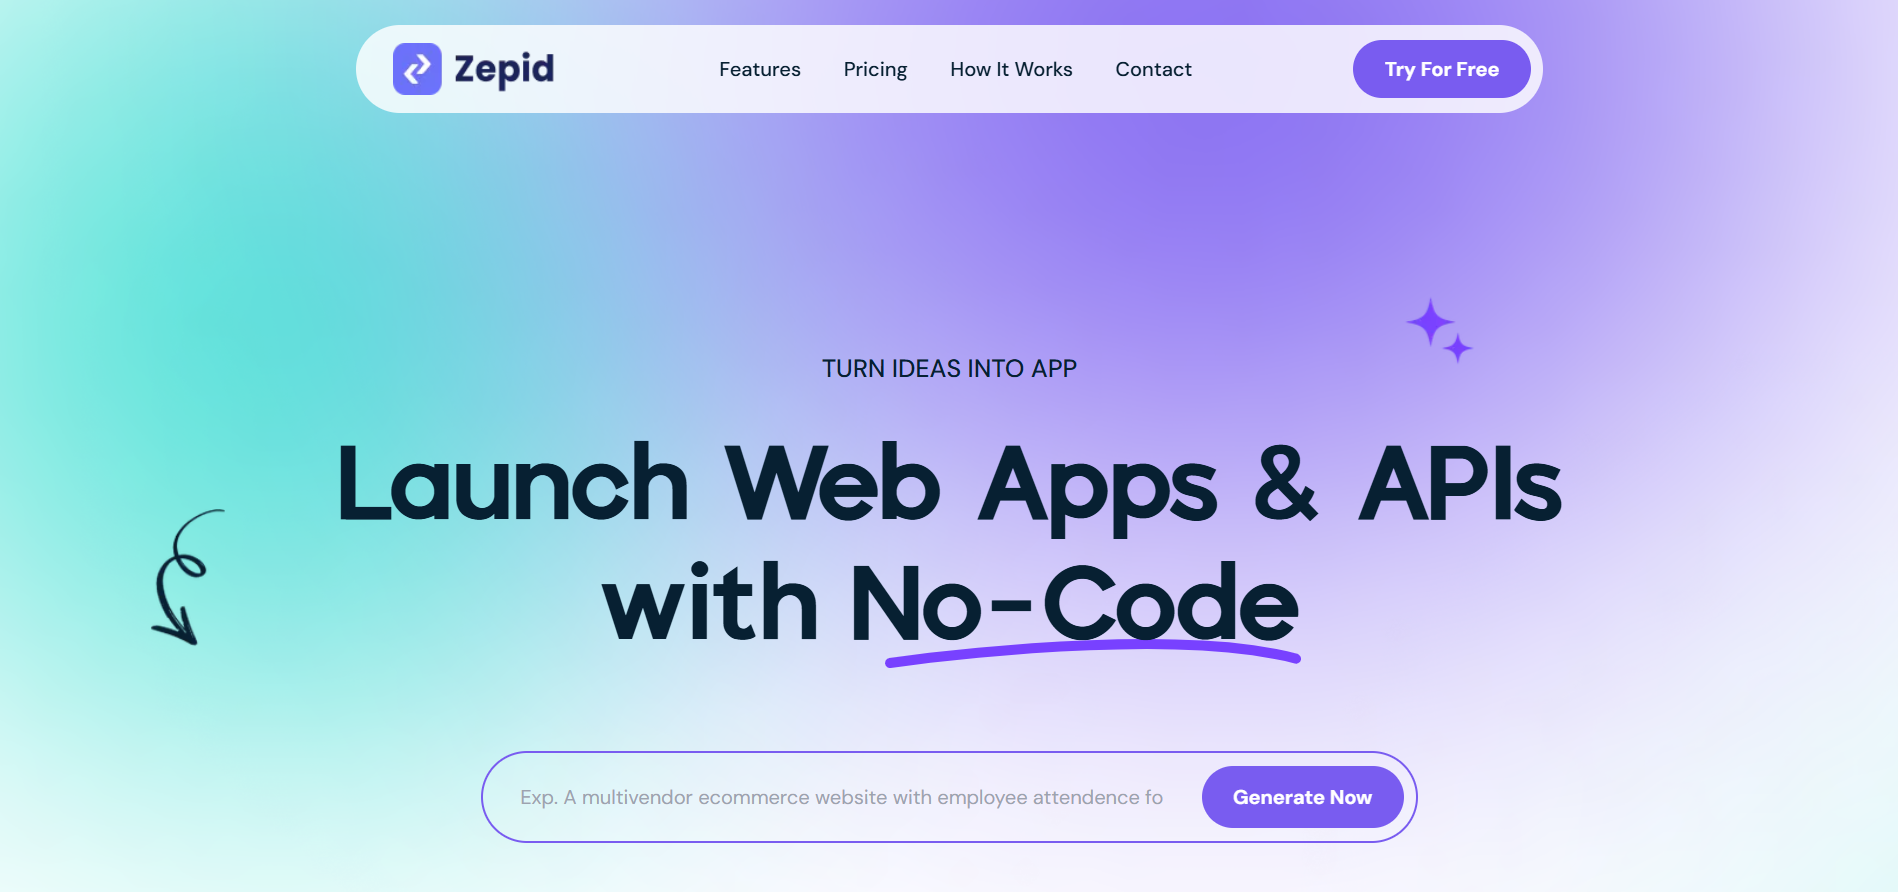 Zepid
Features Pricing How It Works Contact
Try For Free
TURN IDEAS INTO APP
Launch Web Apps & APIs
with No-Code
Exp. A multivendor ecommerce website with employee attendence fo
Generate Now